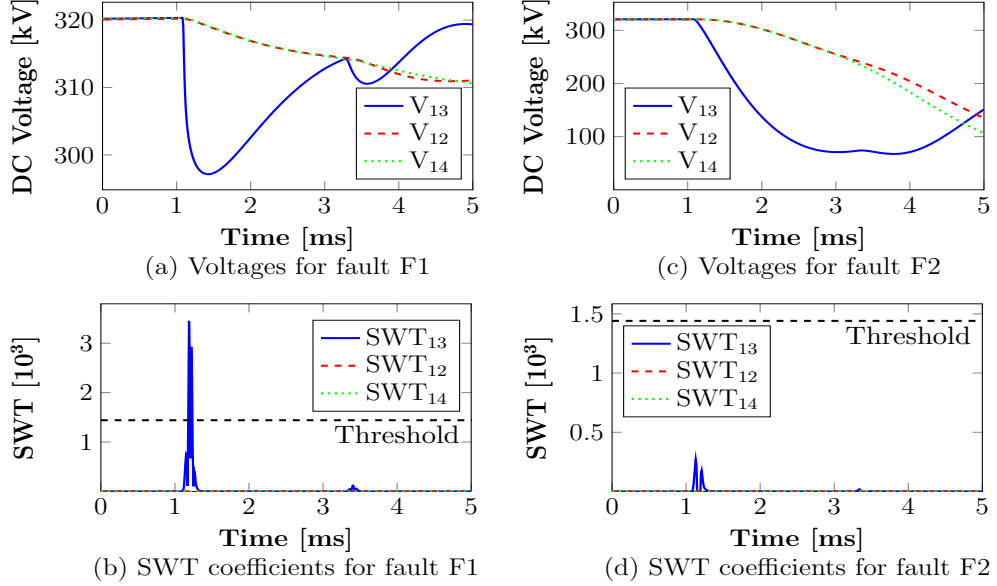 320
310
300
DC Voltage [kV]
V13
V12
V14
0 1 2 3 4 5
Time [ms]
(a) Voltages for fault F1
300
200
100
DC Voltage [kV]
V13
V12
V14
0 1 2 3 4 5
Time [ms]
(c) Voltages for fault F2
3
2
1
SWT [10³]
SWT13
SWT12
SWT14
Threshold
0 1 2 3 4 5
Time [ms]
(b) SWT coefficients for fault F1
1.5
1
0.5
SWT [10³]
Threshold
SWT13
SWT12
SWT14
0 1 2 3 4 5
Time [ms]
(d) SWT coefficients for fault F2